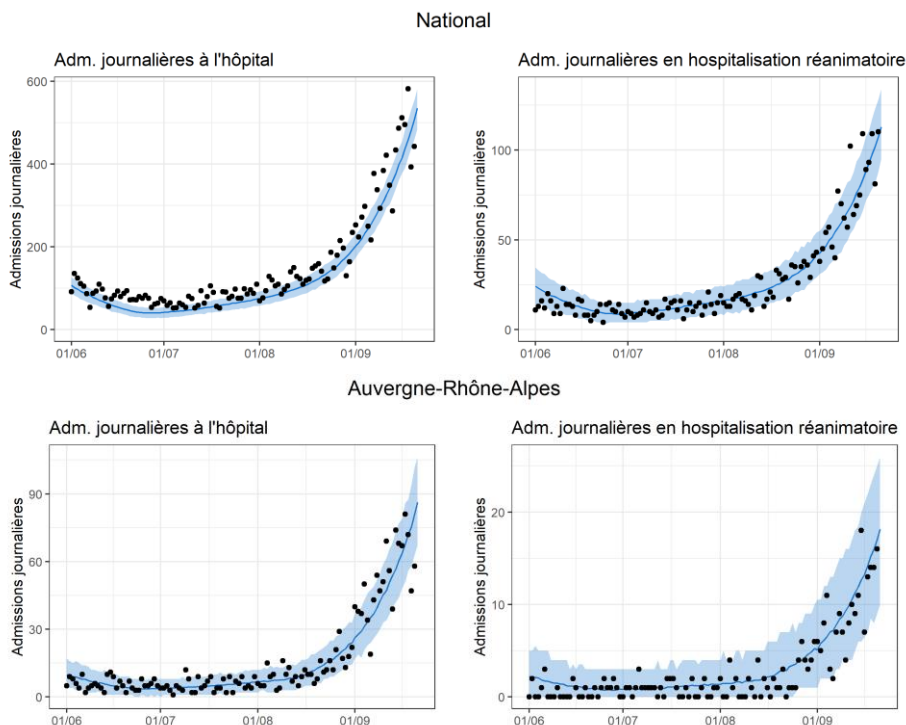 National
Adm. journalières à l'hôpital
Adm. journalières en hospitalisation réanimatoire
Admissions journalières
600
400
200
0
01/06 01/07 01/08 01/09
Admissions journalières
100
50
0
01/06 01/07 01/08 01/09
Auvergne-Rhône-Alpes
Adm. journalières à l'hôpital
Adm. journalières en hospitalisation réanimatoire
Admissions journalières
90
60
30
0
01/06 01/07 01/08 01/09
Admissions journalières
20
10
0
01/06 01/07 01/08 01/09